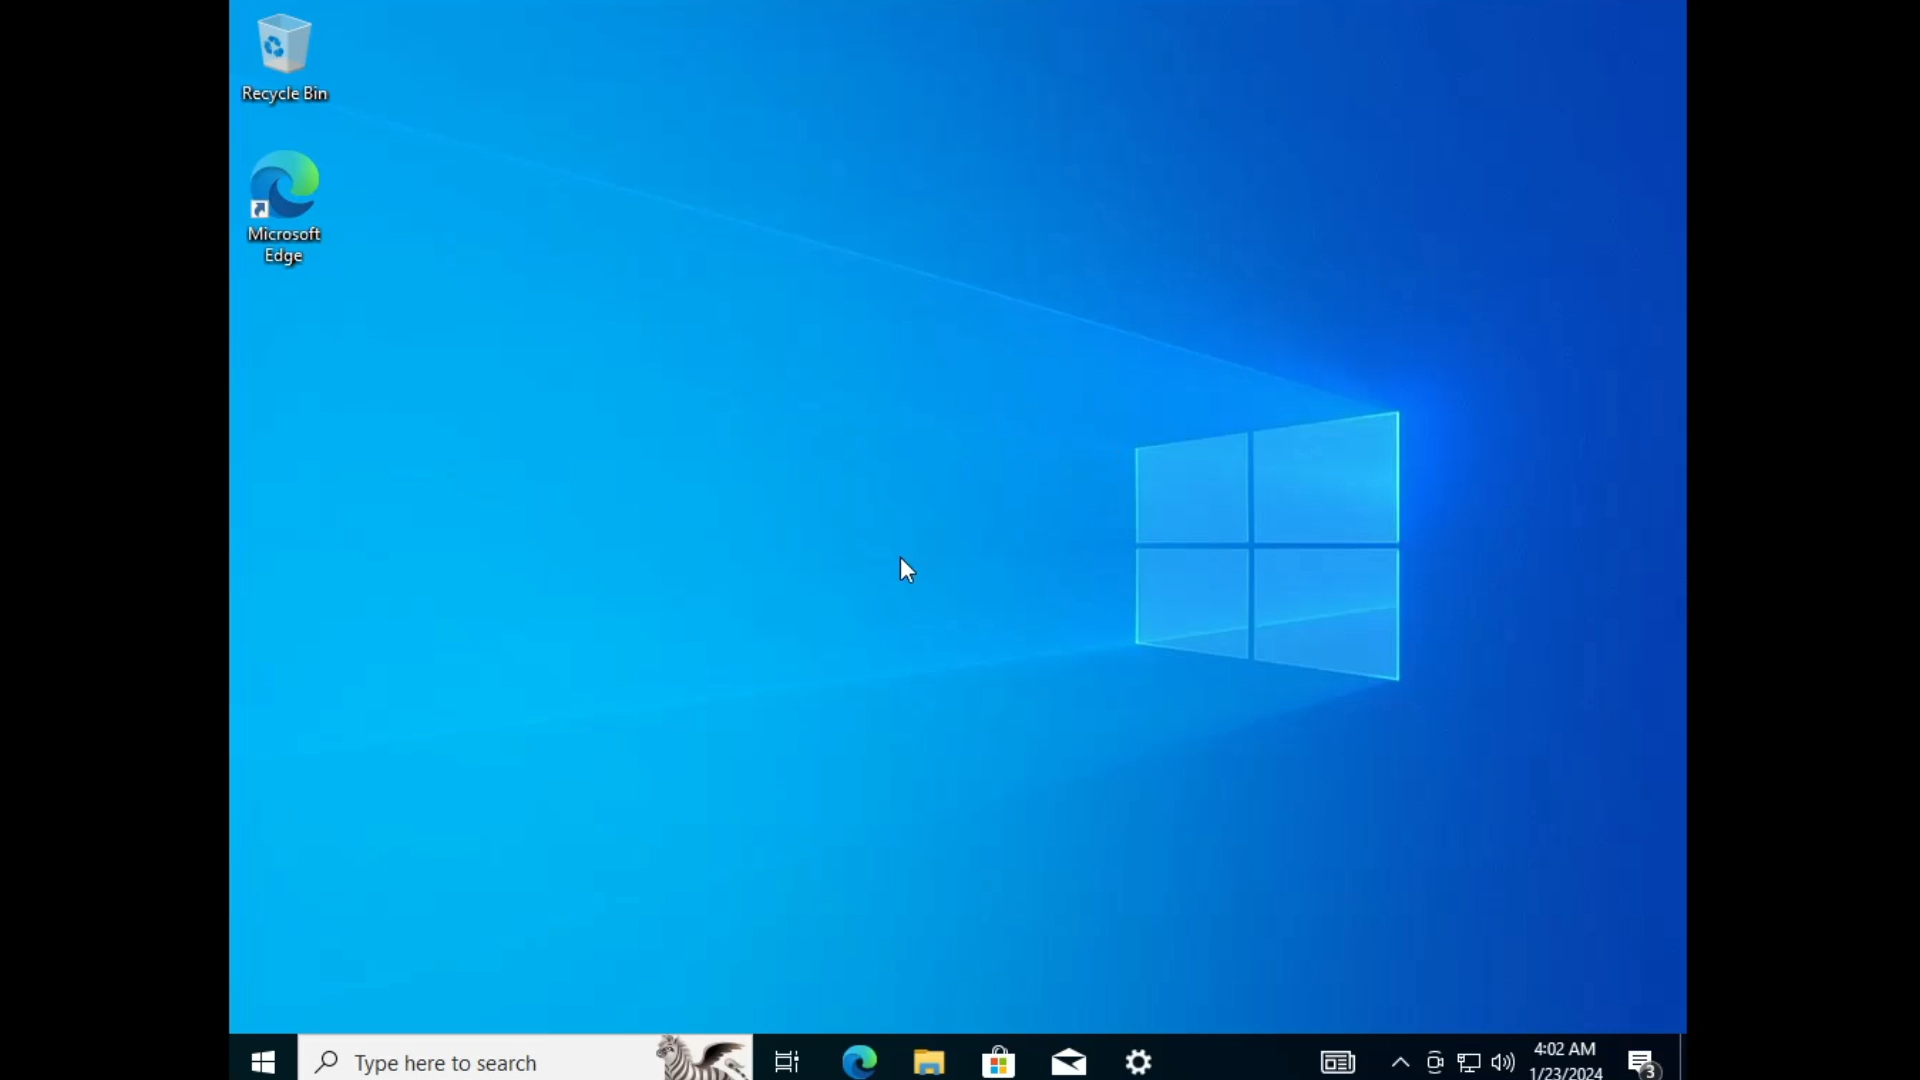 Recycle Bin
Microsoft
Edge
Type here to search
4:02 AM
1/23/2024
3